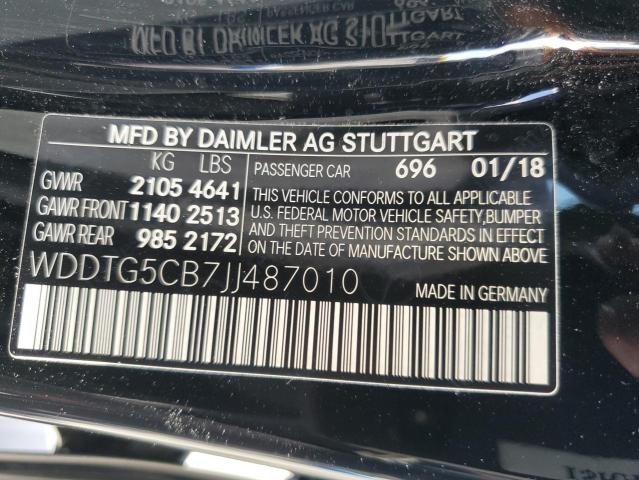 MFD BY DAIMLER AG STUTTGART
KG LBS PASSENGER CAR 696 01/18
GVWR 2105 4641
GAWR FRONT 1140 2513
GAWR REAR 985 2172
THIS VEHICLE CONFORMS TO ALL APPLICABLE
U.S. FEDERAL MOTOR VEHICLE SAFETY,BUMPER
AND THEFT PREVENTION STANDARDS IN EFFECT
ON THE DATE OF MANUFACTURE SHOWN ABOVE
WDDTG5CB7JJ487010
MADE IN GERMANY